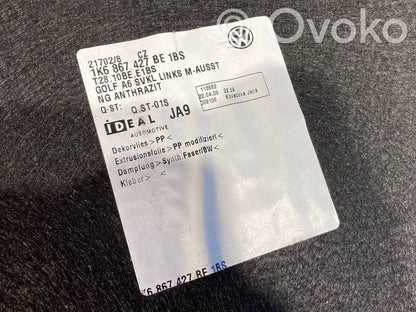 Ovoko
21702/8 CZ
1K6 867 427 BE 1BS
T28.10BE.E1BS
GOLF A6 SVKL LINKS M-AUSST
NG ANTHRAZIT
Q-ST: Q.ST-01S
IDEAL JA9
AUTOMOTIVE
Dekorvlies>PP<
Extrusionsfolie>PP modifiziert<
Dämpfung>Synth.Faser/BW<
Kleber> <
1K6 867 427 BE 1BS
Ovoko